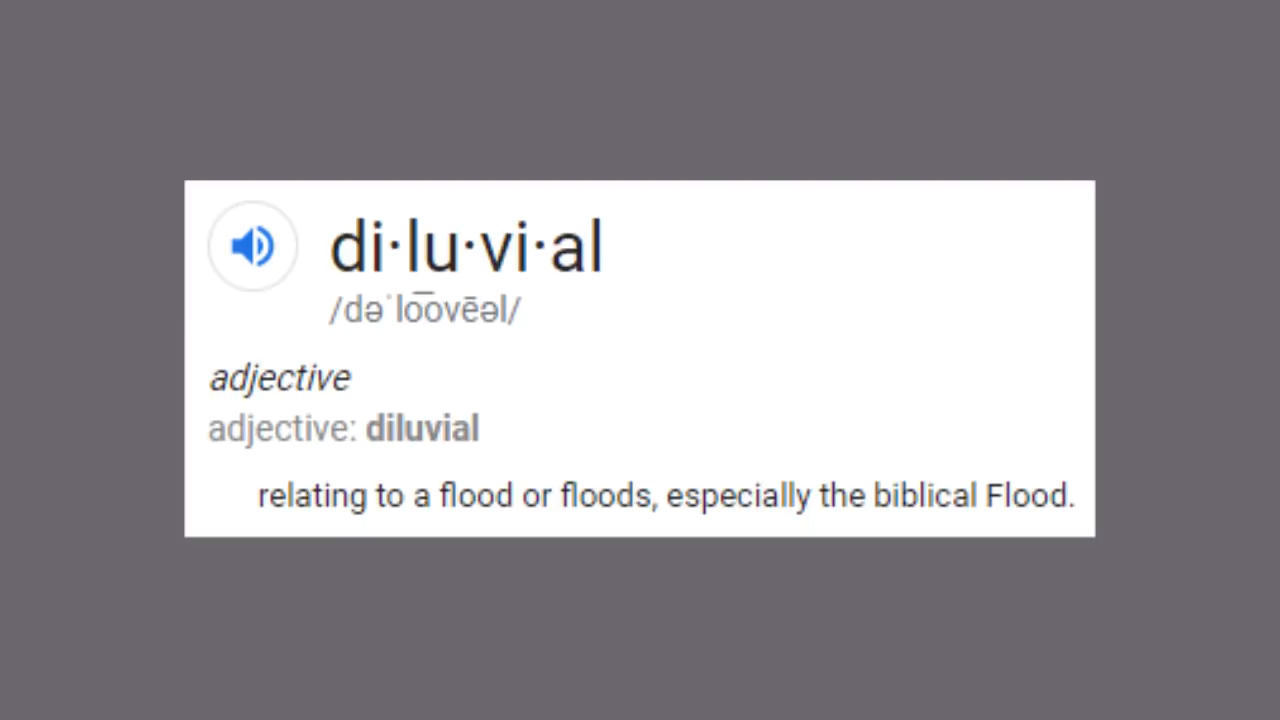 di·lu·vi·al
/dəˈlo͞ovēəl/
adjective
adjective: diluvial
relating to a flood or floods, especially the biblical Flood.